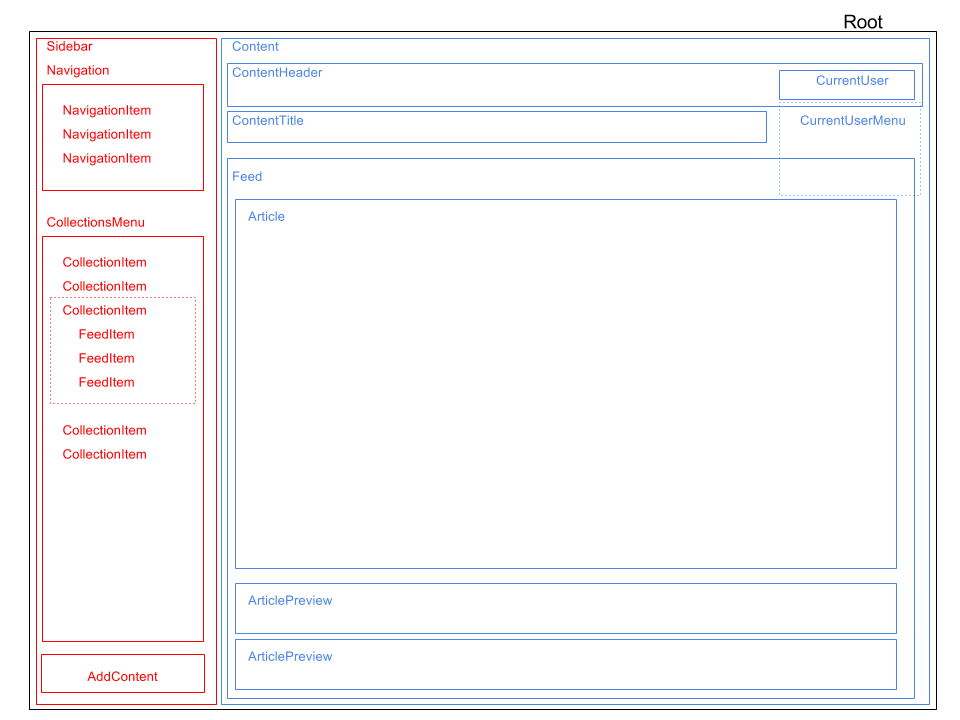 Root
Sidebar
Navigation
NavigationItem
NavigationItem
NavigationItem
CollectionsMenu
CollectionItem
CollectionItem
CollectionItem
FeedItem
FeedItem
FeedItem
CollectionItem
CollectionItem
AddContent
Content
ContentHeader
CurrentUser
ContentTitle
CurrentUserMenu
Feed
Article
ArticlePreview
ArticlePreview